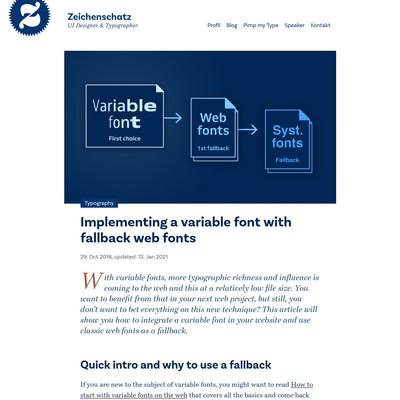 Zeichenschatz
UI Designer & Typographer
Profil Blog Pimp my Type Speaker Kontakt
Variable
font
First choice
Web
fonts
1st fallback
Syst.
fonts
Fallback
Typography
Implementing a variable font with
fallback web fonts
29. Oct 2018, updated: 13. Jan 2021
With variable fonts, more typographic richness and influence is
coming to the web and this at a relatively low file size. You
want to benefit from that in your next web project, but still, you
don't want to bet everything on this new technique? This article will
show you how to integrate a variable font in your website and use
classic web fonts as a fallback.
Quick intro and why to use a fallback
If you are new to the subject of variable fonts, you might want to read How to
start with variable fonts on the web that covers all the basics and come back